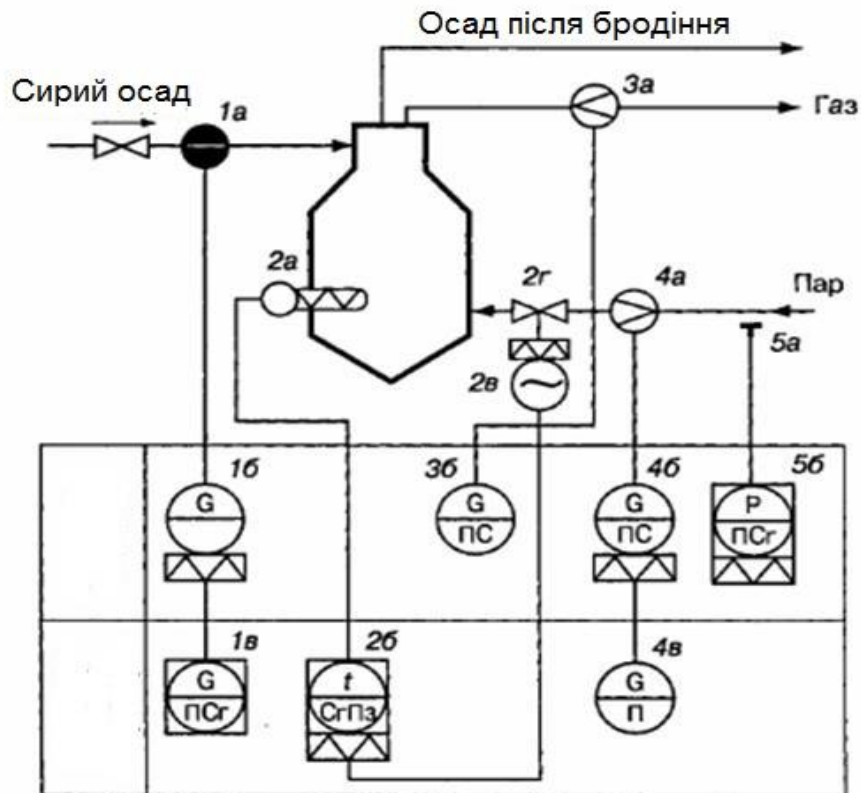 Осад після бродіння
3а
Газ
Сирий осад
1а
2а
2г
4а
Пар
5а
2в
1б
3б
4б
5б
G
G
ПС
G
ПС
P
ПСг
1в
2б
4в
G
ПСг
t
СгПз
G
П